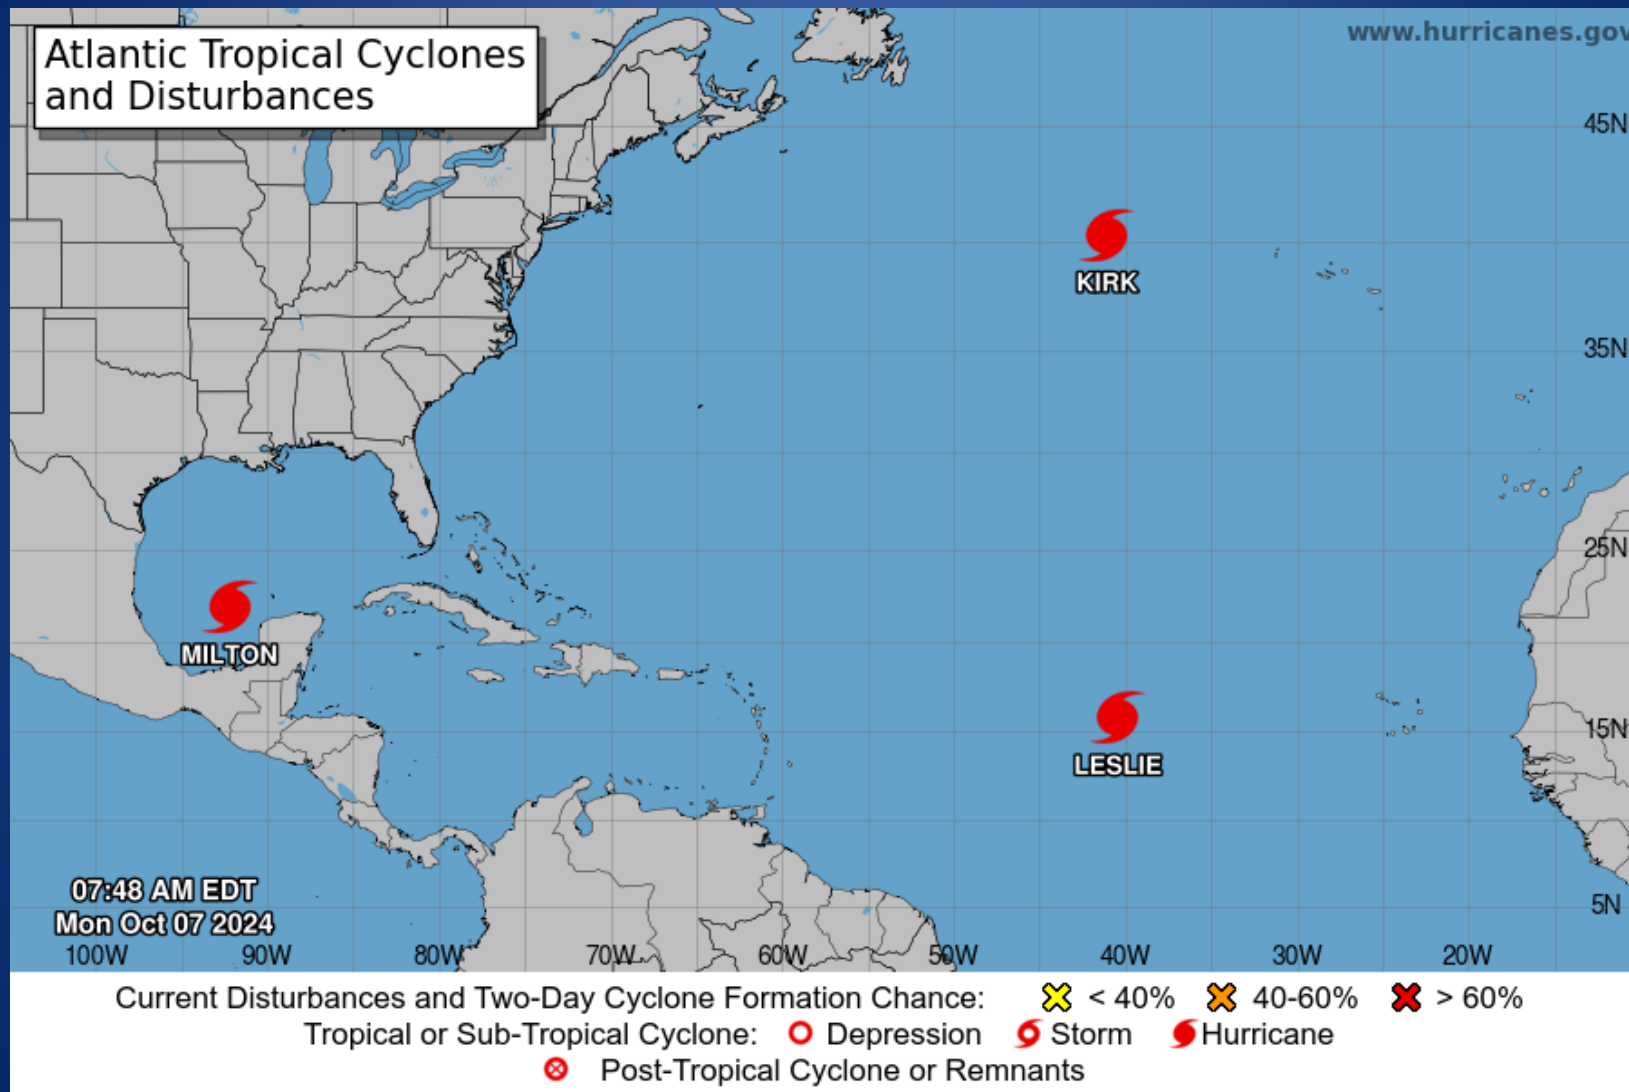 Atlantic Tropical Cyclones
and Disturbances
www.hurricanes.gov
45N
KIRK
35N
25N
MILTON
15N
LESLIE
07:48 AM EDT
Mon Oct 07 2024
5N
100W 90W 80W 70W 60W 50W 40W 30W 20W
Current Disturbances and Two-Day Cyclone Formation Chance: < 40% 40-60% > 60%
Tropical or Sub-Tropical Cyclone: Depression Storm Hurricane
Post-Tropical Cyclone or Remnants